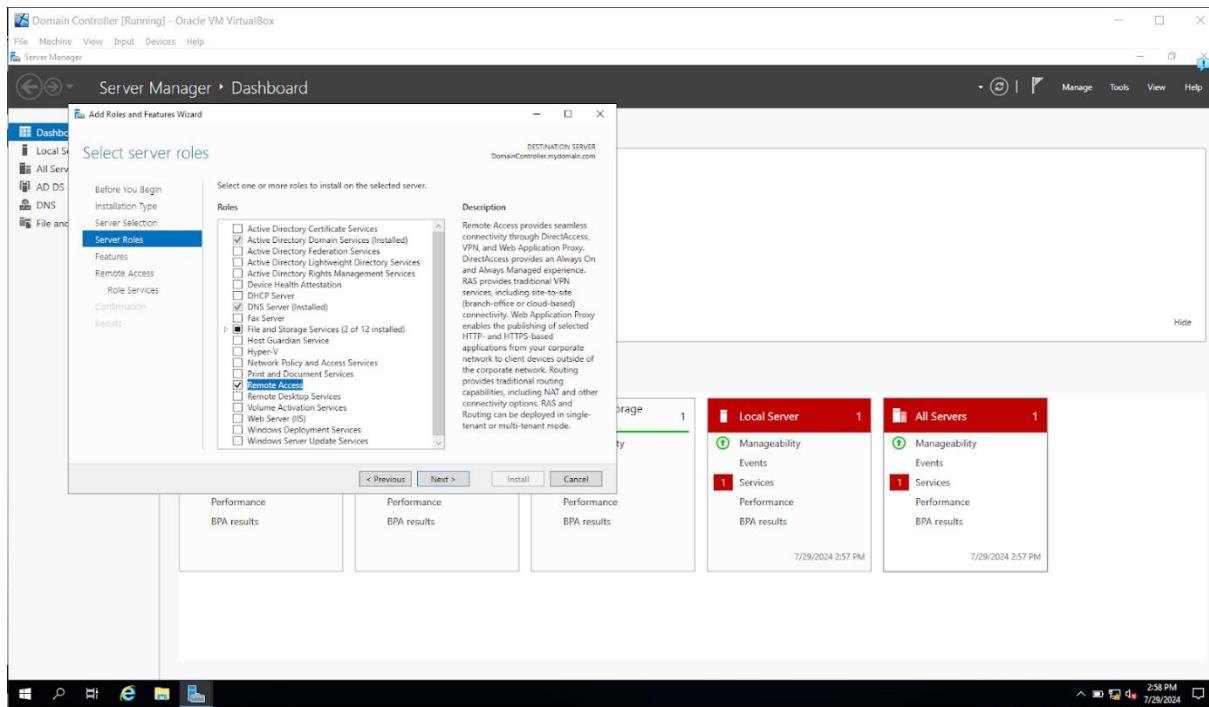 Domain Controller [Running] - Oracle VM VirtualBox
File Machine View Input Devices Help
Server Manager
Server Manager • Dashboard
Manage Tools View Help
Dashbo
Local Se
All Serv
AD DS
DNS
File and
Add Roles and Features Wizard
Select server roles
DESTINATION SERVER
DomainController.mydomain.com
Before You Begin
Installation Type
Server Selection
Server Roles
Features
Remote Access
Role Services
Confirmation
Results
Select one or more roles to install on the selected server.
Roles
Active Directory Certificate Services
Active Directory Domain Services (Installed)
Active Directory Federation Services
Active Directory Lightweight Directory Services
Active Directory Rights Management Services
Device Health Attestation
DHCP Server
DNS Server (Installed)
Fax Server
File and Storage Services (2 of 12 installed)
Host Guardian Service
Hyper-V
Network Policy and Access Services
Print and Document Services
Remote Access
Remote Desktop Services
Volume Activation Services
Web Server (IIS)
Windows Deployment Services
Windows Server Update Services
Description
Remote Access provides seamless
connectivity through DirectAccess,
VPN, and Web Application Proxy.
DirectAccess provides an Always On
and Always Managed experience.
RAS provides traditional VPN
services, including site-to-site
(branch-office or cloud-based)
connectivity. Web Application Proxy
enables the publishing of selected
HTTP- and HTTPS-based
applications from your corporate
network to client devices outside of
the corporate network. Routing
provides traditional routing
capabilities, including NAT and other
connectivity options. RAS and
Routing can be deployed in single-
tenant or multi-tenant mode.
< Previous Next > Install Cancel
Hide
Performance
BPA results
Performance
BPA results
orage 1
ty
Performance
BPA results
Local Server 1
Manageability
Events
1 Services
Performance
BPA results
7/29/2024 2:57 PM
All Servers 1
Manageability
Events
1 Services
Performance
BPA results
7/29/2024 2:57 PM
2:58 PM
7/29/2024